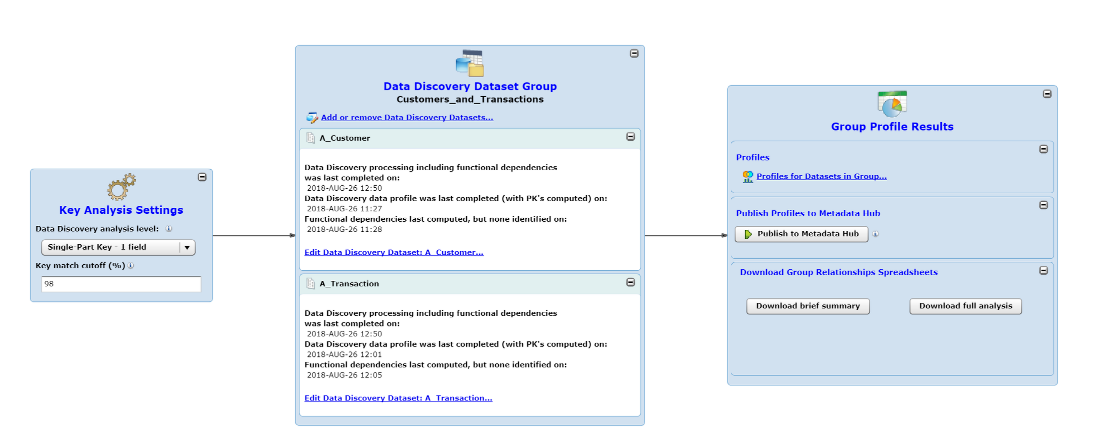 Key Analysis Settings
Data Discovery analysis level:
Single-Part Key - 1 field
Key match cutoff (%)
98
Data Discovery Dataset Group
Customers_and_Transactions
Add or remove Data Discovery Datasets...
A_Customer
Data Discovery processing including functional dependencies
was last completed on:
2018-AUG-26 12:50
Data Discovery data profile was last completed (with PK's computed) on:
2018-AUG-26 11:27
Functional dependencies last computed, but none identified on:
2018-AUG-26 11:28
Edit Data Discovery Dataset: A_Customer...
A_Transaction
Data Discovery processing including functional dependencies
was last completed on:
2018-AUG-26 12:50
Data Discovery data profile was last completed (with PK's computed) on:
2018-AUG-26 12:01
Functional dependencies last computed, but none identified on:
2018-AUG-26 12:05
Edit Data Discovery Dataset: A_Transaction...
Group Profile Results
Profiles
Profiles for Datasets in Group...
Publish Profiles to Metadata Hub
Publish to Metadata Hub
Download Group Relationships Spreadsheets
Download brief summary
Download full analysis